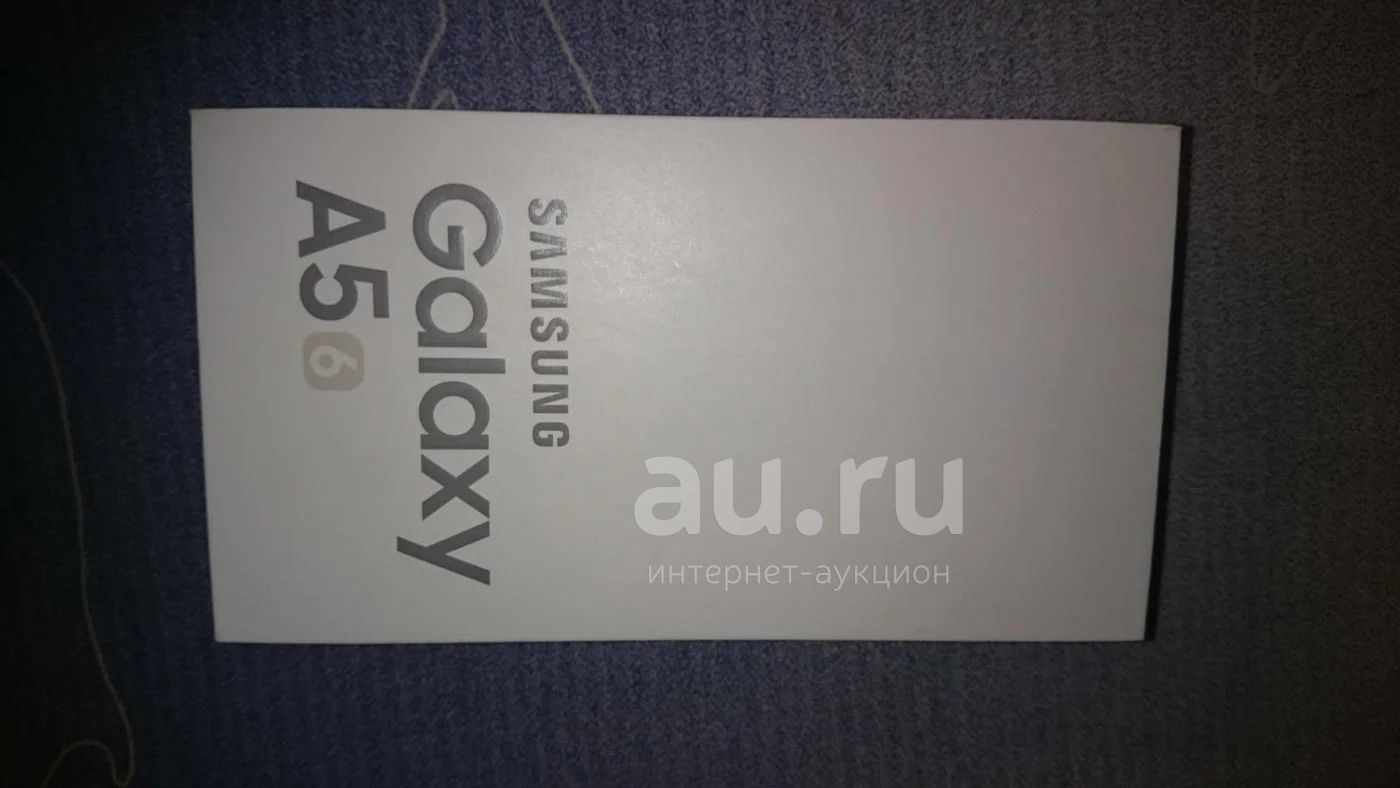 SAMSUNG
Galaxy
A5 6
au.ru
интернет-аукцион